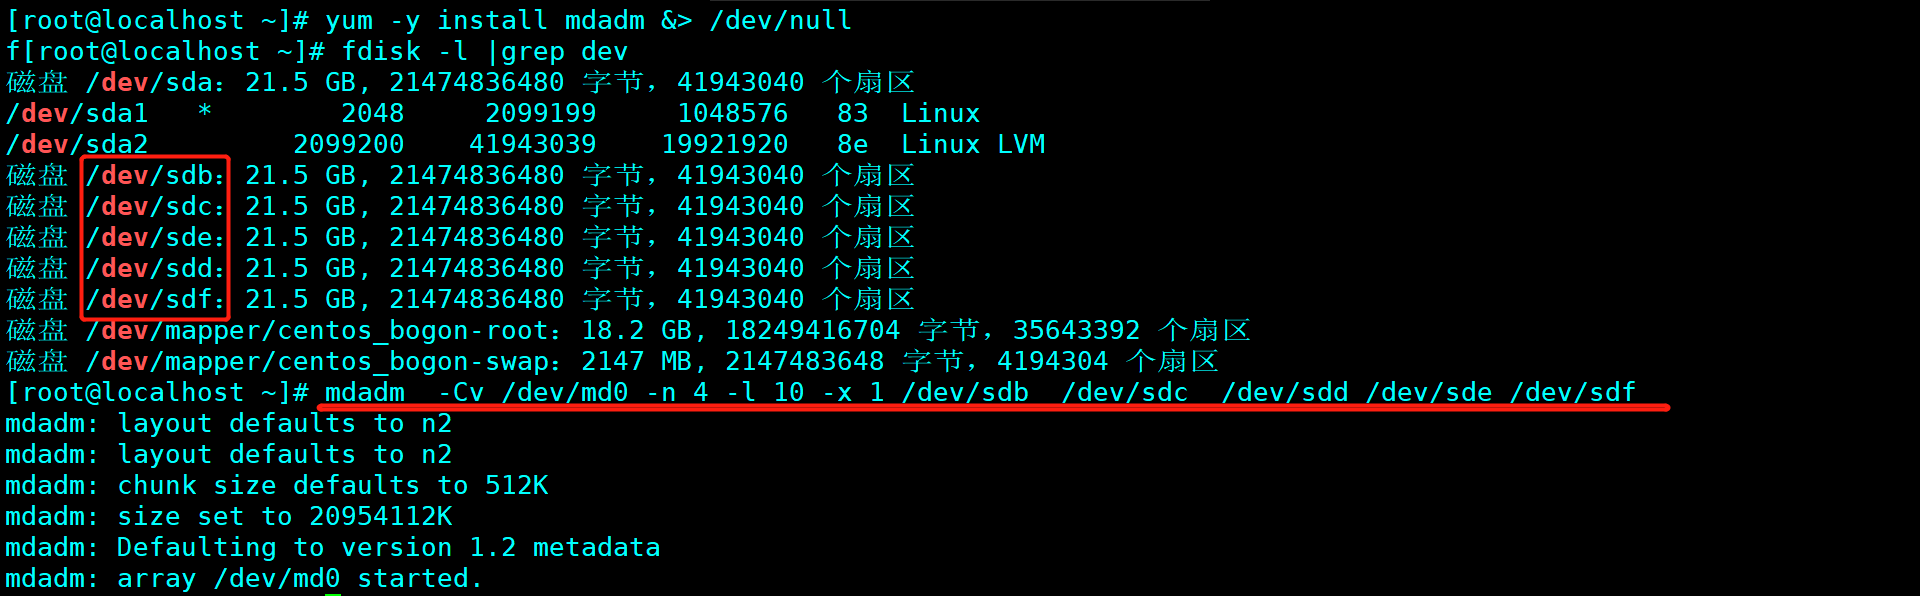 [root@localhost ~]# yum -y install mdadm &> /dev/null
f[root@localhost ~]# fdisk -l |grep dev
磁盘 /dev/sda：21.5 GB, 21474836480 字节，41943040 个扇区
/dev/sda1   *        2048     2099199     1048576   83  Linux
/dev/sda2         2099200    41943039    19921920   8e  Linux LVM
磁盘 /dev/sdb：21.5 GB, 21474836480 字节，41943040 个扇区
磁盘 /dev/sdc：21.5 GB, 21474836480 字节，41943040 个扇区
磁盘 /dev/sde：21.5 GB, 21474836480 字节，41943040 个扇区
磁盘 /dev/sdd：21.5 GB, 21474836480 字节，41943040 个扇区
磁盘 /dev/sdf：21.5 GB, 21474836480 字节，41943040 个扇区
磁盘 /dev/mapper/centos_bogon-root：18.2 GB, 18249416704 字节，35643392 个扇区
磁盘 /dev/mapper/centos_bogon-swap：2147 MB, 2147483648 字节，4194304 个扇区
[root@localhost ~]# mdadm  -Cv /dev/md0 -n 4 -l 10 -x 1 /dev/sdb  /dev/sdc  /dev/sdd /dev/sde /dev/sdf
mdadm: layout defaults to n2
mdadm: layout defaults to n2
mdadm: chunk size defaults to 512K
mdadm: size set to 20954112K
mdadm: Defaulting to version 1.2 metadata
mdadm: array /dev/md0 started.